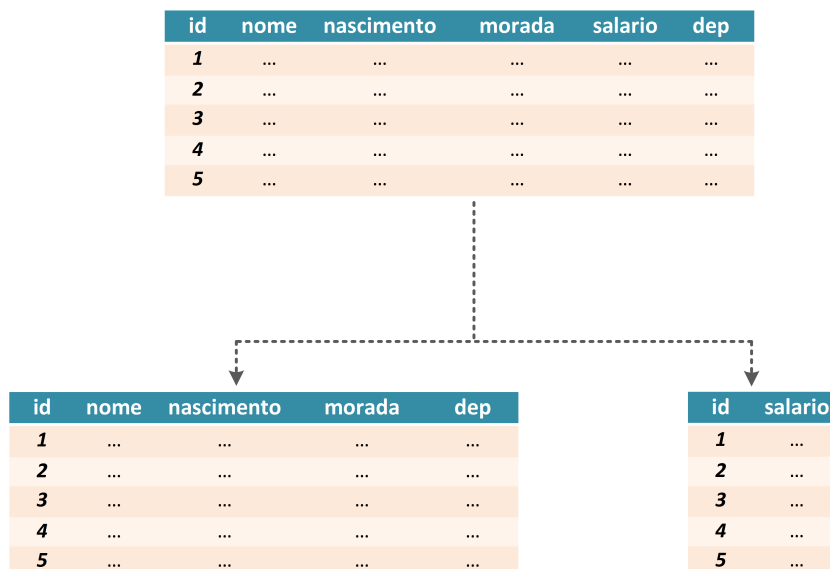 id nome nascimento morada salario dep
1 ... ... ... ... ...
2 ... ... ... ... ...
3 ... ... ... ... ...
4 ... ... ... ... ...
5 ... ... ... ... ...
id nome nascimento morada dep
1 ... ... ... ...
2 ... ... ... ...
3 ... ... ... ...
4 ... ... ... ...
5 ... ... ... ...
id salario
1 ...
2 ...
3 ...
4 ...
5 ...